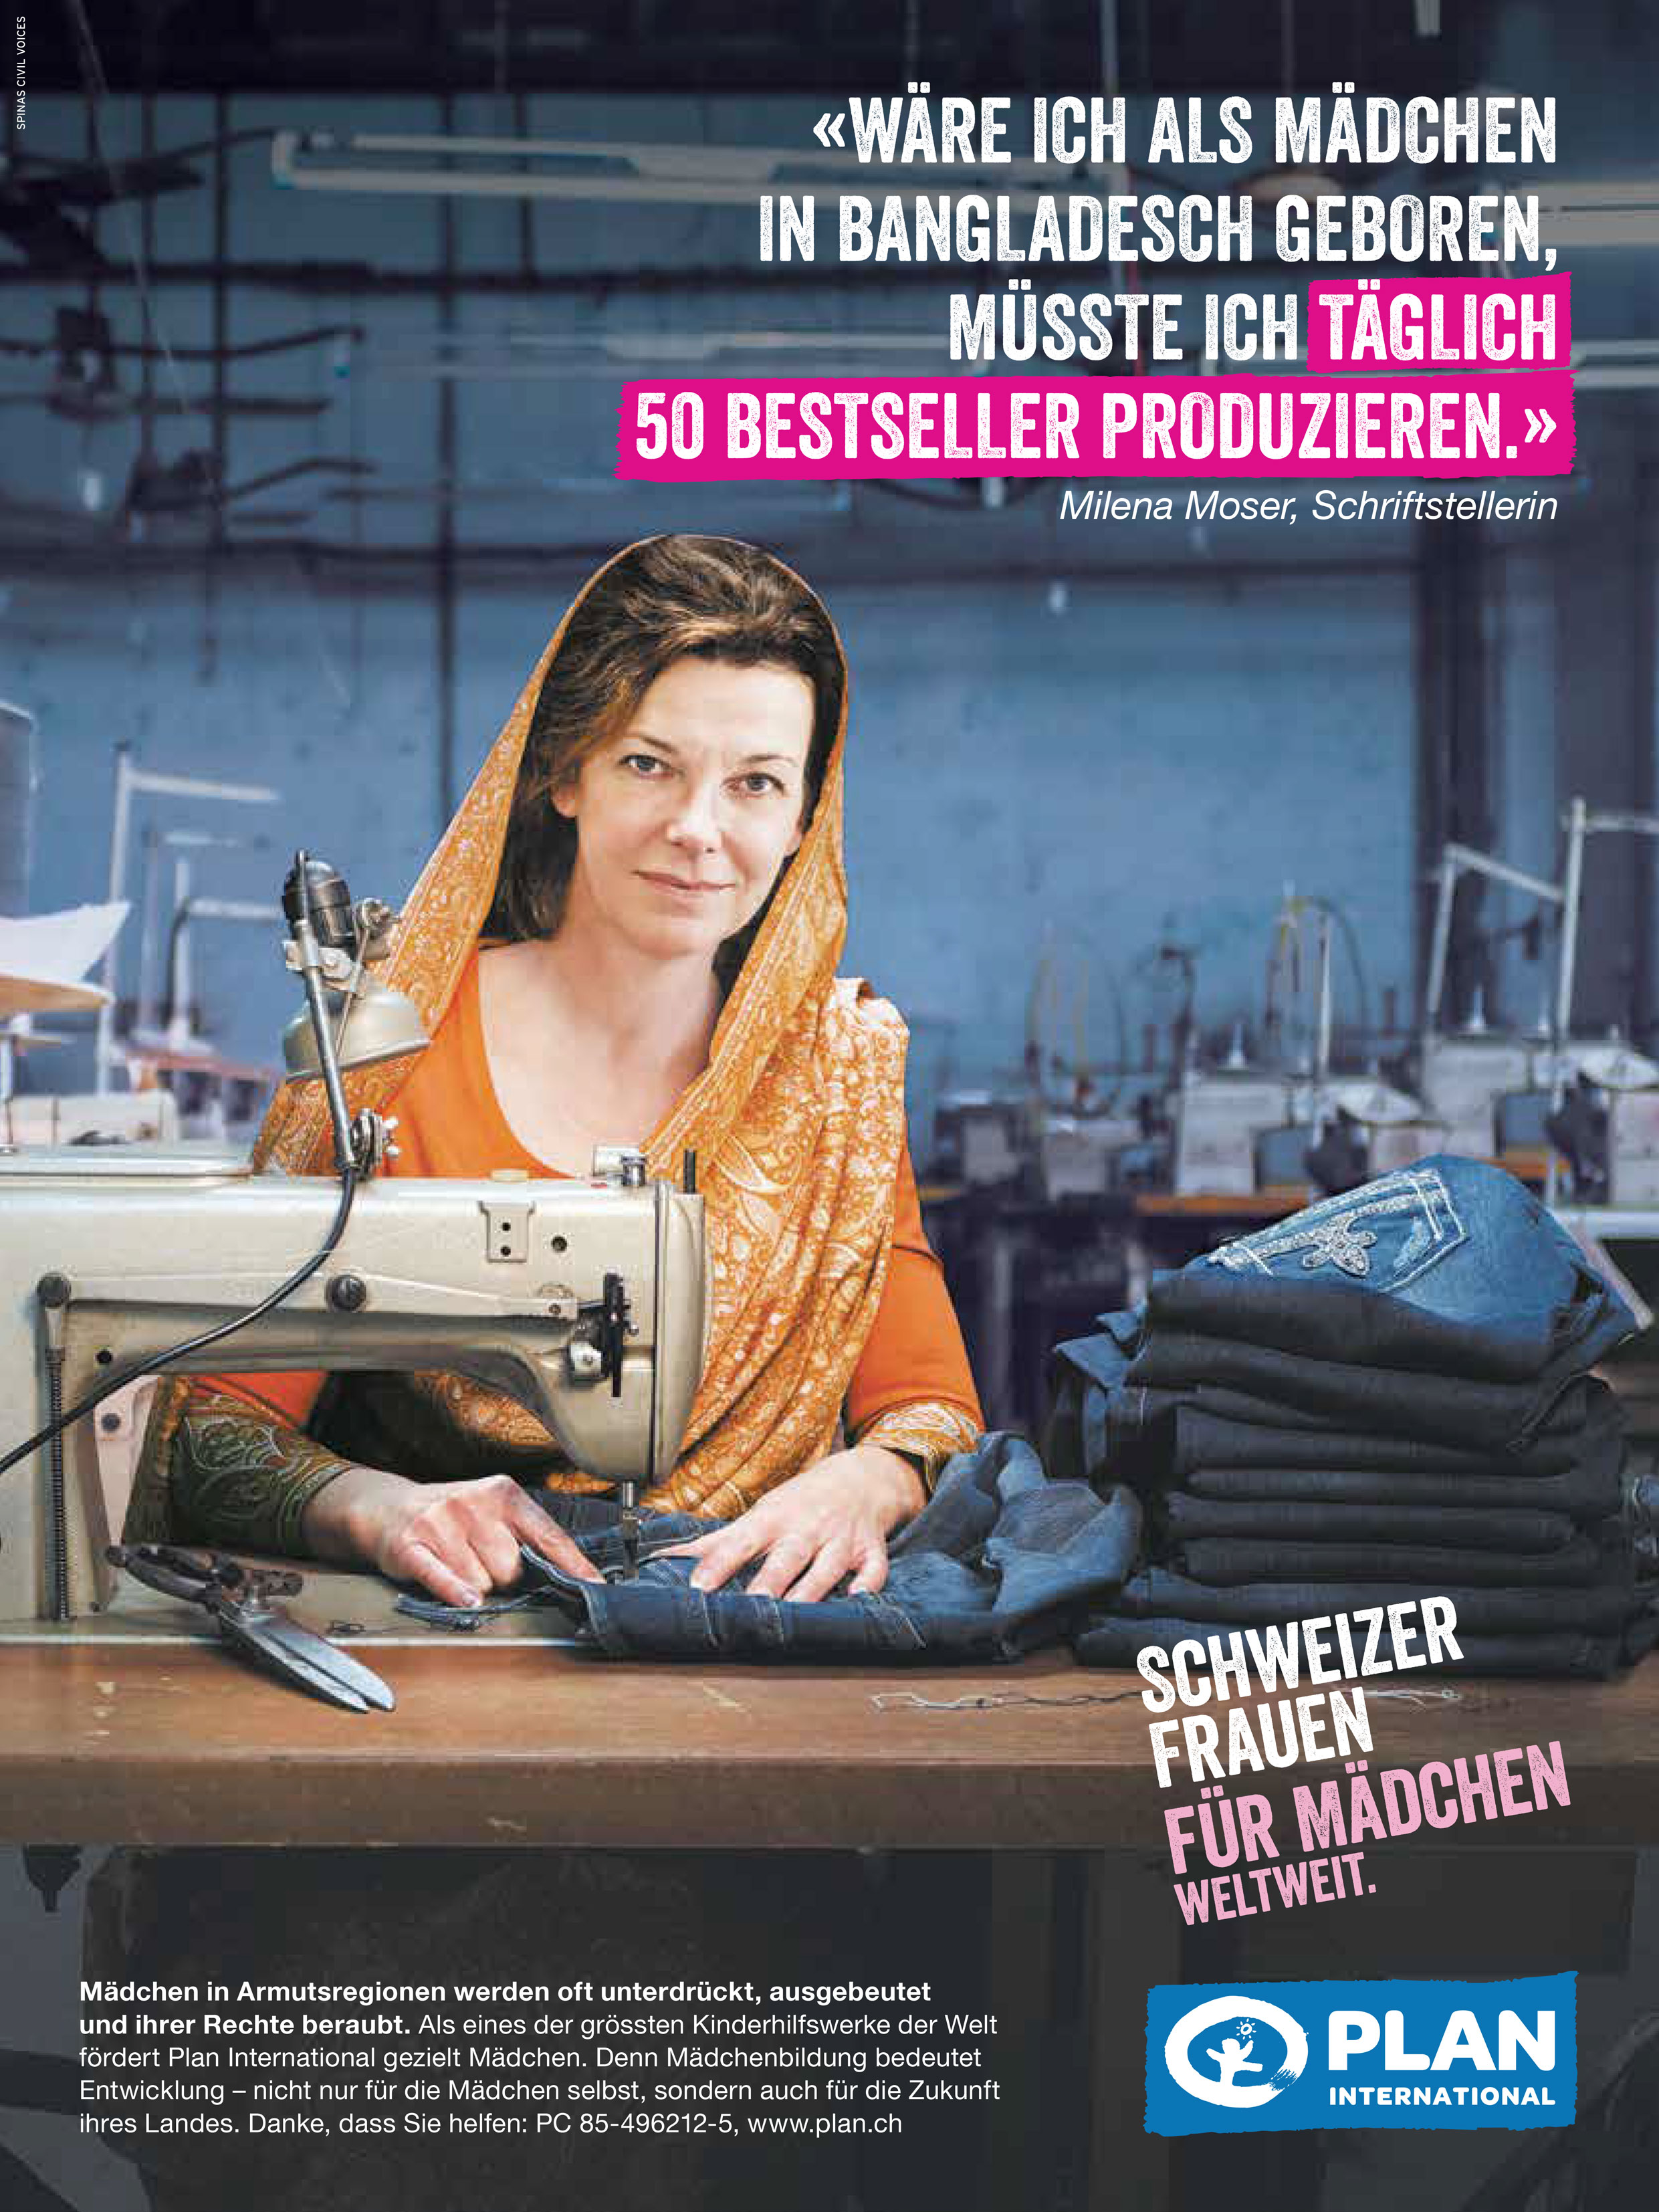 SPINAS CIVIL VOICES
«WÄRE ICH ALS MÄDCHEN
IN BANGLADESCH GEBOREN,
MÜSSTE ICH TÄGLICH
50 BESTSELLER PRODUZIEREN.»
Milena Moser, Schriftstellerin
SCHWEIZER
FRAUEN
FÜR MÄDCHEN
WELTWEIT.
Mädchen in Armutsregionen werden oft unterdrückt, ausgebeutet
und ihrer Rechte beraubt. Als eines der grössten Kinderhilfswerke der Welt
fördert Plan International gezielt Mädchen. Denn Mädchenbildung bedeutet
Entwicklung – nicht nur für die Mädchen selbst, sondern auch für die Zukunft
ihres Landes. Danke, dass Sie helfen: PC 85-496212-5, www.plan.ch
PLAN
INTERNATIONAL